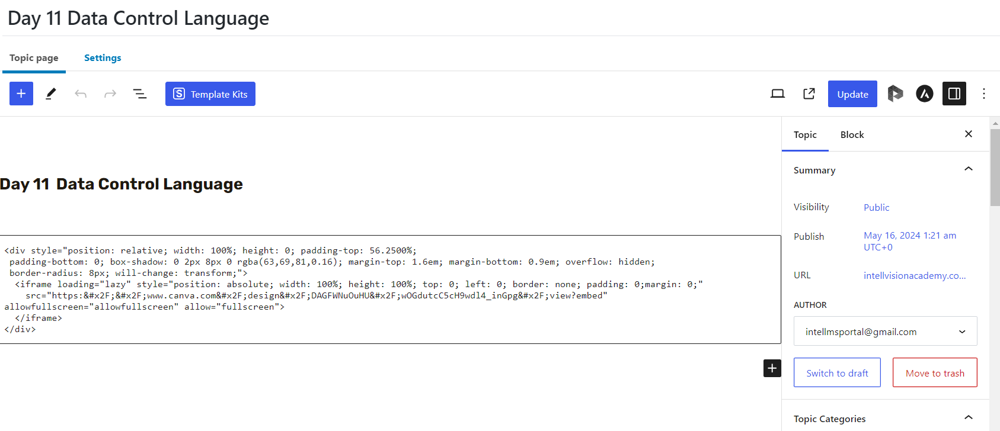 Day 11 Data Control Language
Topic page
Settings
Template Kits
Update
Topic
Block
Summary
Visibility
Public
Publish
May 16, 2024 1:21 am
UTC+0
URL
intellvisionacademy.co...
AUTHOR
intellmsportal@gmail.com
Switch to draft
Move to trash
Topic Categories
Day 11 Data Control Language
<div style="position: relative; width: 100%; height: 0; padding-top: 56.2500%;
padding-bottom: 0; box-shadow: 0 2px 8px 0 rgba(63,69,81,0.16); margin-top: 1.6em; margin-bottom: 0.9em; overflow: hidden;
border-radius: 8px; will-change: transform;">
<iframe loading="lazy" style="position: absolute; width: 100%; height: 100%; top: 0; left: 0; border: none; padding: 0;margin: 0;"
src="https:&#x2F;&#x2F;www.canva.com&#x2F;design&#x2F;DAGFWNuOuHU&#x2F;wOGdutcC5cH9wdl4_inGpg&#x2F;view?embed"
allowfullscreen="allowfullscreen" allow="fullscreen">
</iframe>
</div>